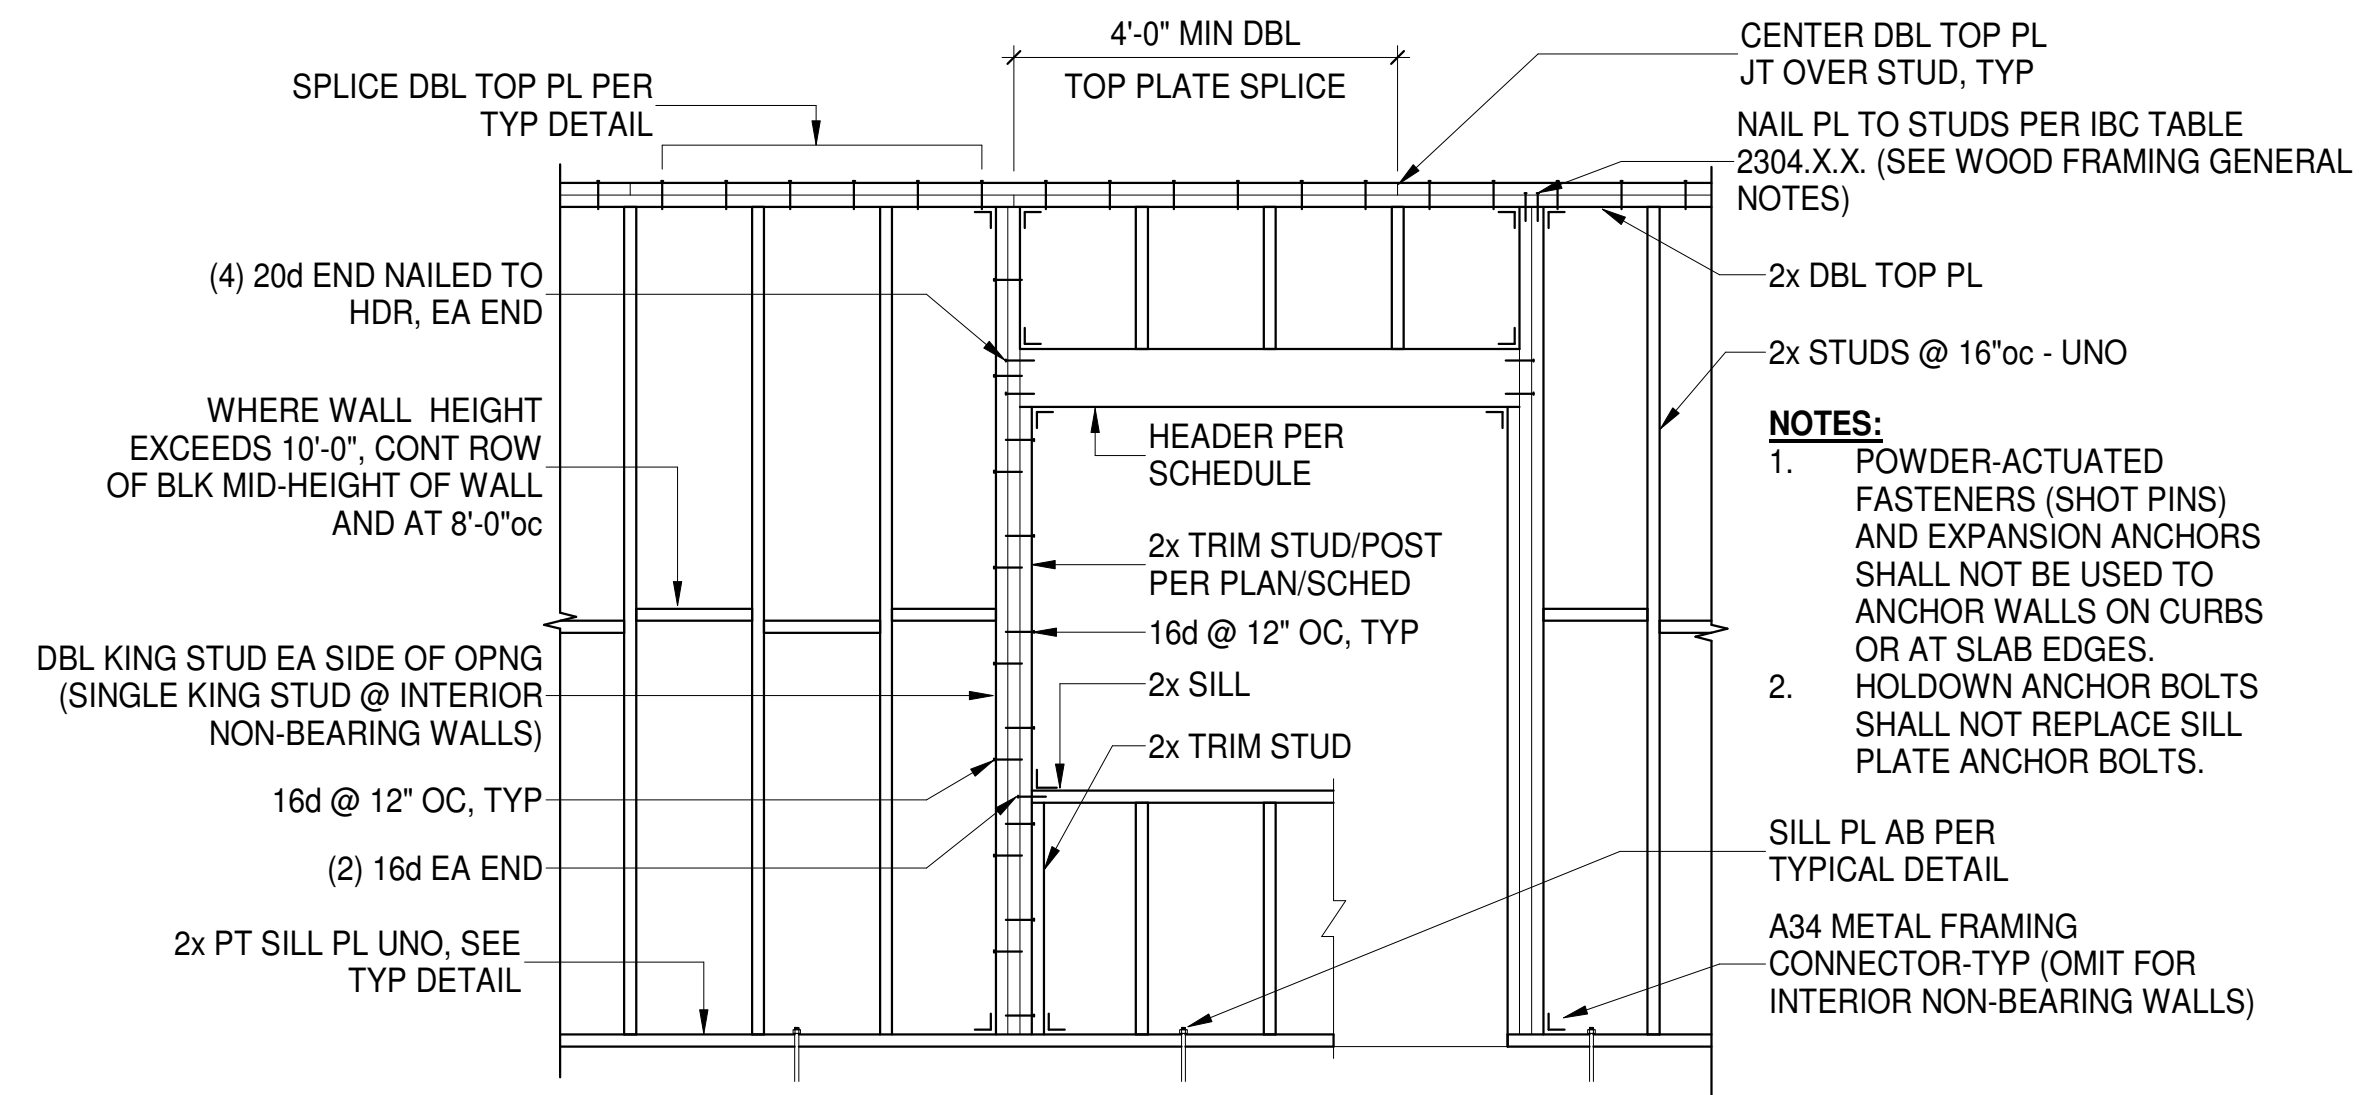 4'-0" MIN DBL
TOP PLATE SPLICE
SPLICE DBL TOP PL PER
TYP DETAIL
(4) 20d END NAILED TO
HDR, EA END
WHERE WALL HEIGHT
EXCEEDS 10'-0", CONT ROW
OF BLK MID-HEIGHT OF WALL
AND AT 8'-0"oc
DBL KING STUD EA SIDE OF OPNG
(SINGLE KING STUD @ INTERIOR
NON-BEARING WALLS)
16d @ 12" OC, TYP
(2) 16d EA END
2x PT SILL PL UNO, SEE
TYP DETAIL
HEADER PER
SCHEDULE
2x TRIM STUD/POST
PER PLAN/SCHED
16d @ 12" OC, TYP
2x SILL
2x TRIM STUD
CENTER DBL TOP PL
JT OVER STUD, TYP
NAIL PL TO STUDS PER IBC TABLE
2304.X.X. (SEE WOOD FRAMING GENERAL
NOTES)
2x DBL TOP PL
2x STUDS @ 16"oc - UNO
NOTES:
1. POWDER-ACTUATED
FASTENERS (SHOT PINS)
AND EXPANSION ANCHORS
SHALL NOT BE USED TO
ANCHOR WALLS ON CURBS
OR AT SLAB EDGES.
2. HOLDOWN ANCHOR BOLTS
SHALL NOT REPLACE SILL
PLATE ANCHOR BOLTS.
SILL PL AB PER
TYPICAL DETAIL
A34 METAL FRAMING
CONNECTOR-TYP (OMIT FOR
INTERIOR NON-BEARING WALLS)